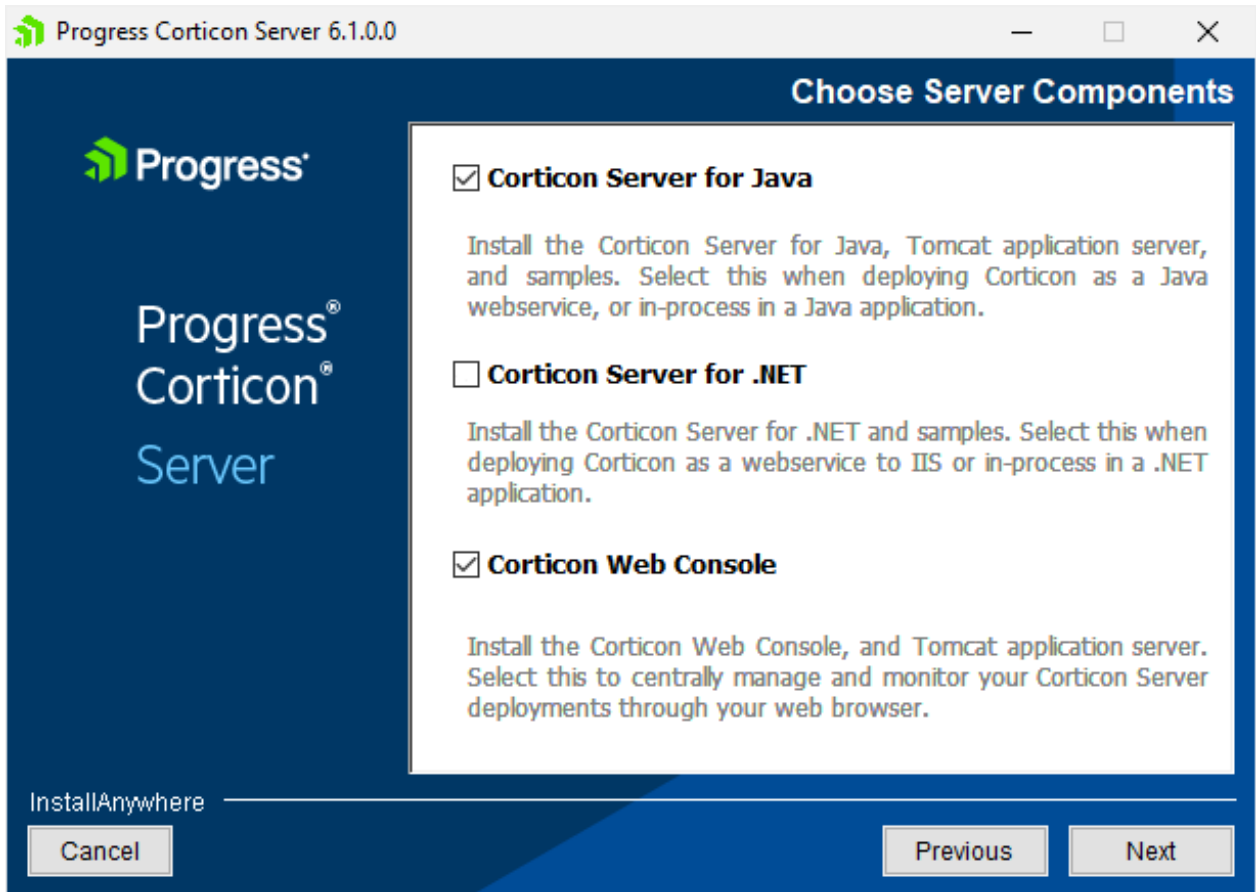 Progress Corticon Server 6.1.0.0
Choose Server Components
Progress
Progress®
Corticon®
Server
Corticon Server for Java
Install the Corticon Server for Java, Tomcat application server,
and samples. Select this when deploying Corticon as a Java
webservice, or in-process in a Java application.
Corticon Server for .NET
Install the Corticon Server for .NET and samples. Select this when
deploying Corticon as a webservice to IIS or in-process in a .NET
application.
Corticon Web Console
Install the Corticon Web Console, and Tomcat application server.
Select this to centrally manage and monitor your Corticon Server
deployments through your web browser.
InstallAnywhere
Cancel
Previous
Next